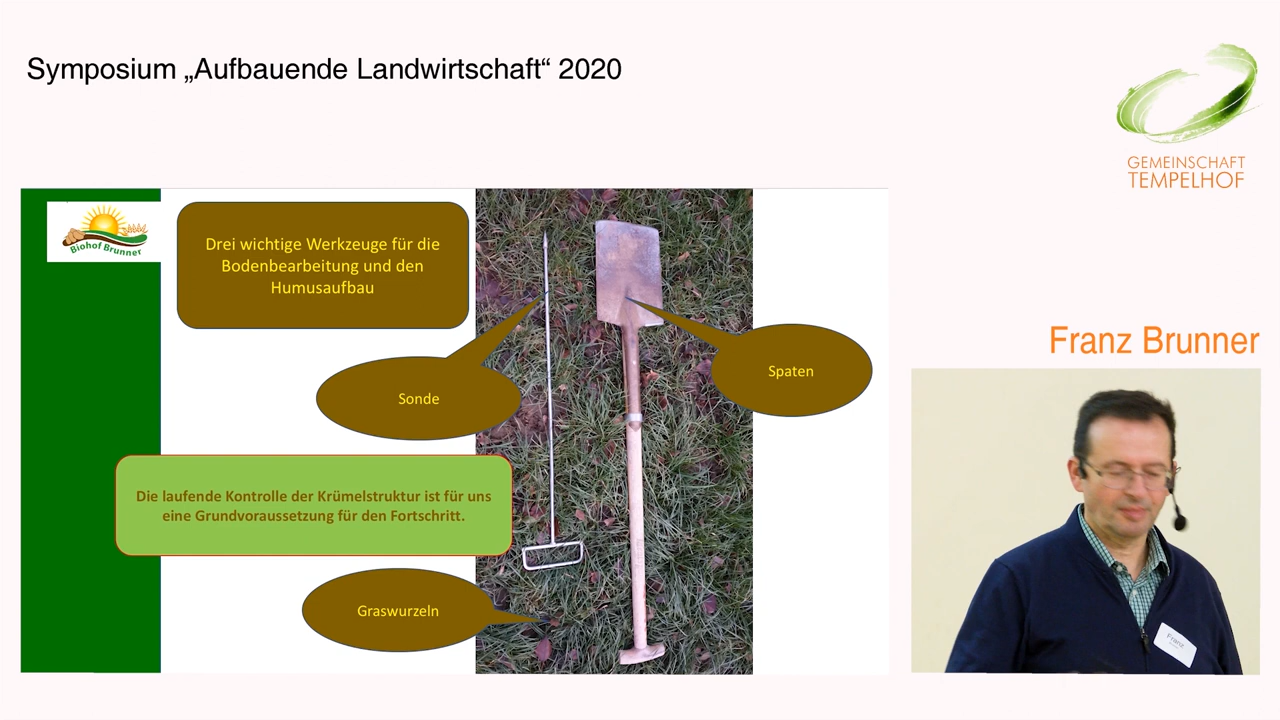 Symposium „Aufbauende Landwirtschaft“ 2020
GEMEINSCHAFT
TEMPELHOF
Biohof Brunner
Drei wichtige Werkzeuge für die
Bodenbearbeitung und den
Humusaufbau
Sonde
Spaten
Die laufende Kontrolle der Krümelstruktur ist für uns
eine Grundvoraussetzung für den Fortschritt.
Graswurzeln
Franz Brunner
Franz